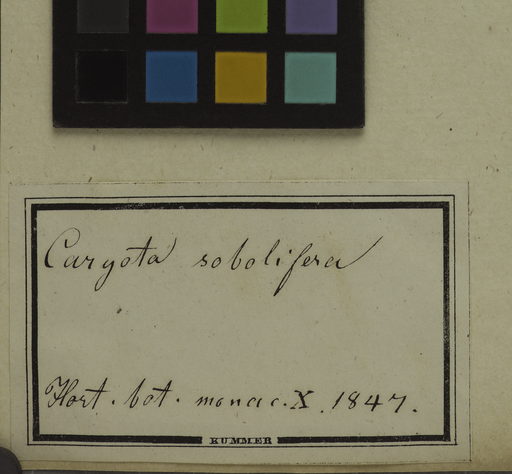 Caryota sobolifera
Hort. bot. monac. X. 1847.
KUMMER